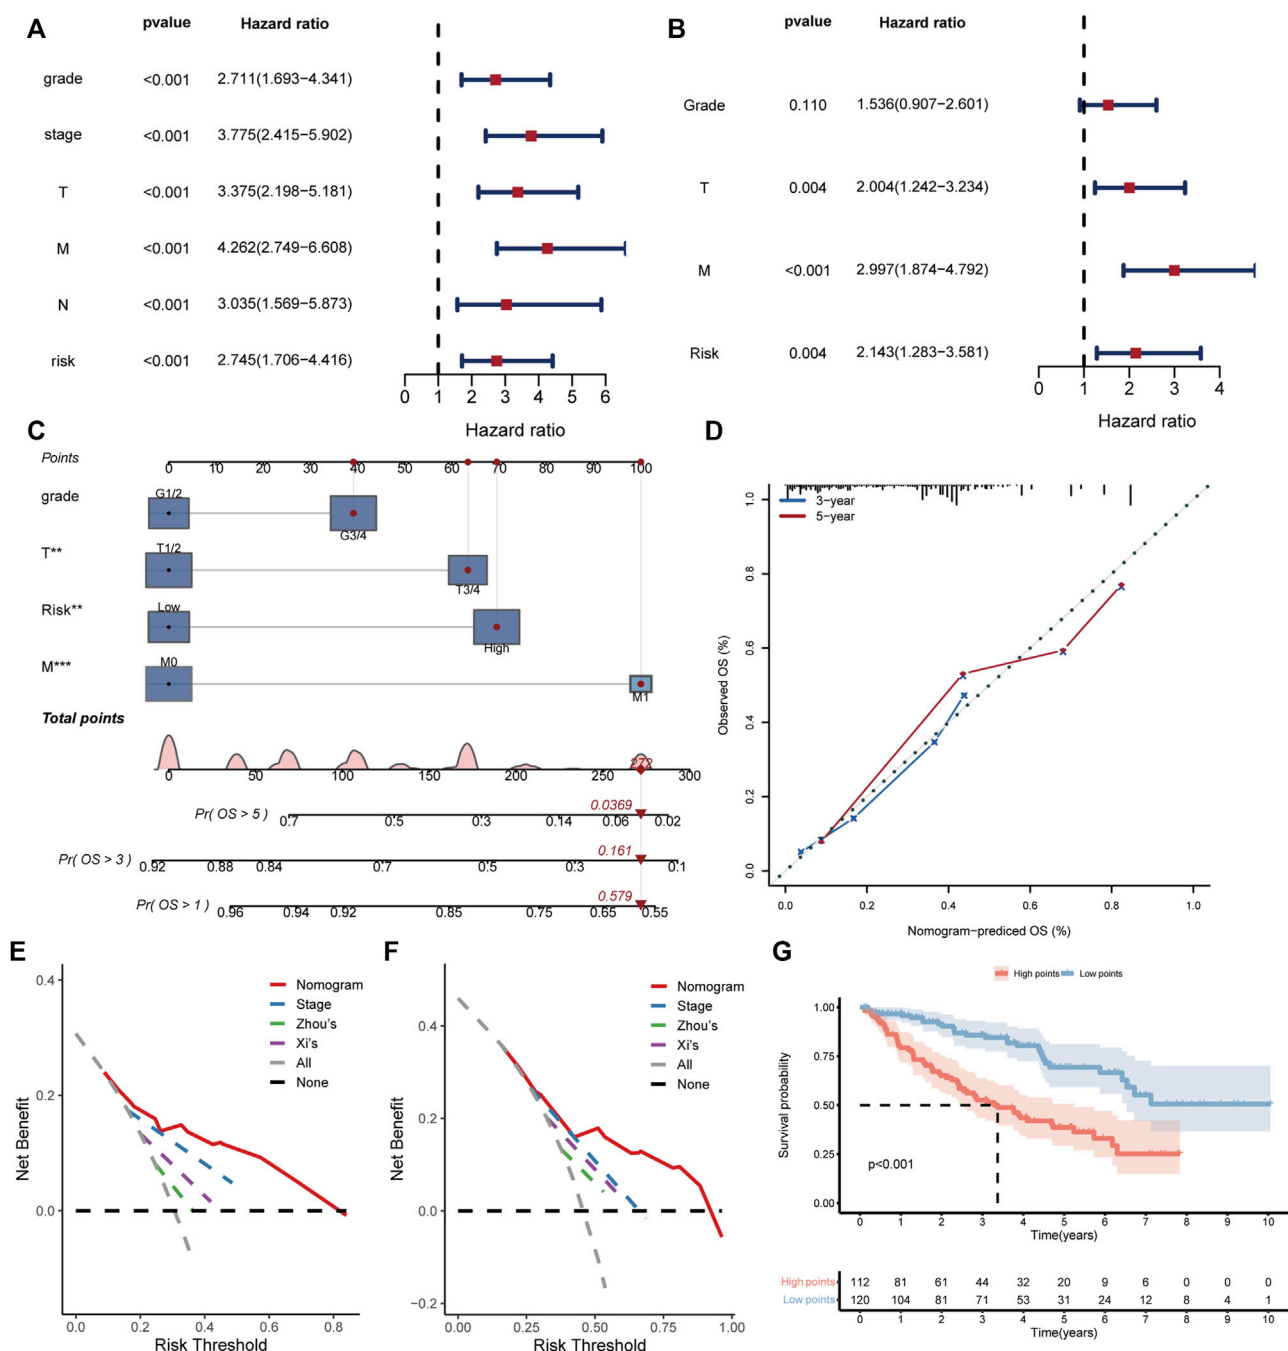 A
pvalue Hazard ratio
grade <0.001 2.711(1.693−4.341)
stage <0.001 3.775(2.415−5.902)
T <0.001 3.375(2.198−5.181)
M <0.001 4.262(2.749−6.608)
N <0.001 3.035(1.569−5.873)
risk <0.001 2.745(1.706−4.416)
0 1 2 3 4 5 6
Hazard ratio
B
pvalue Hazard ratio
Grade 0.110 1.536(0.907−2.601)
T 0.004 2.004(1.242−3.234)
M <0.001 2.997(1.874−4.792)
Risk 0.004 2.143(1.283−3.581)
0 1 2 3 4
Hazard ratio
C
Points 0 10 20 30 40 50 60 70 80 90 100
grade G1/2 G3/4
T** T1/2 T3/4
Risk** Low High
M*** M0 M1
Total points
272
0 50 100 150 200 250 300
0.0369
Pr( OS > 5 ) 0.7 0.5 0.3 0.14 0.06 0.02
0.161
Pr( OS > 3 ) 0.92 0.88 0.84 0.7 0.5 0.3 0.1
0.579
Pr( OS > 1 ) 0.96 0.94 0.92 0.85 0.75 0.65 0.55
D
3−year
5−year
Observed OS (%)
1.0
0.8
0.6
0.4
0.2
0.0
0.0 0.2 0.4 0.6 0.8 1.0
Nomogram−prediced OS (%)
E
Net Benefit
0.4
0.2
0.0
Nomogram
Stage
Zhou's
Xi's
All
None
0.0 0.2 0.4 0.6 0.8
Risk Threshold
F
Net Benefit
0.4
0.2
0.0
−0.2
Nomogram
Stage
Zhou's
Xi's
All
None
0.00 0.25 0.50 0.75 1.00
Risk Threshold
G
High points Low points
Survival probability
1.00
0.75
0.50
0.25
0.00
p<0.001
0 1 2 3 4 5 6 7 8 9 10
Time(years)
High points 112 81 61 44 32 20 9 6 0 0 0
Low points 120 104 81 71 53 31 24 12 8 4 1
0 1 2 3 4 5 6 7 8 9 10
Time(years)